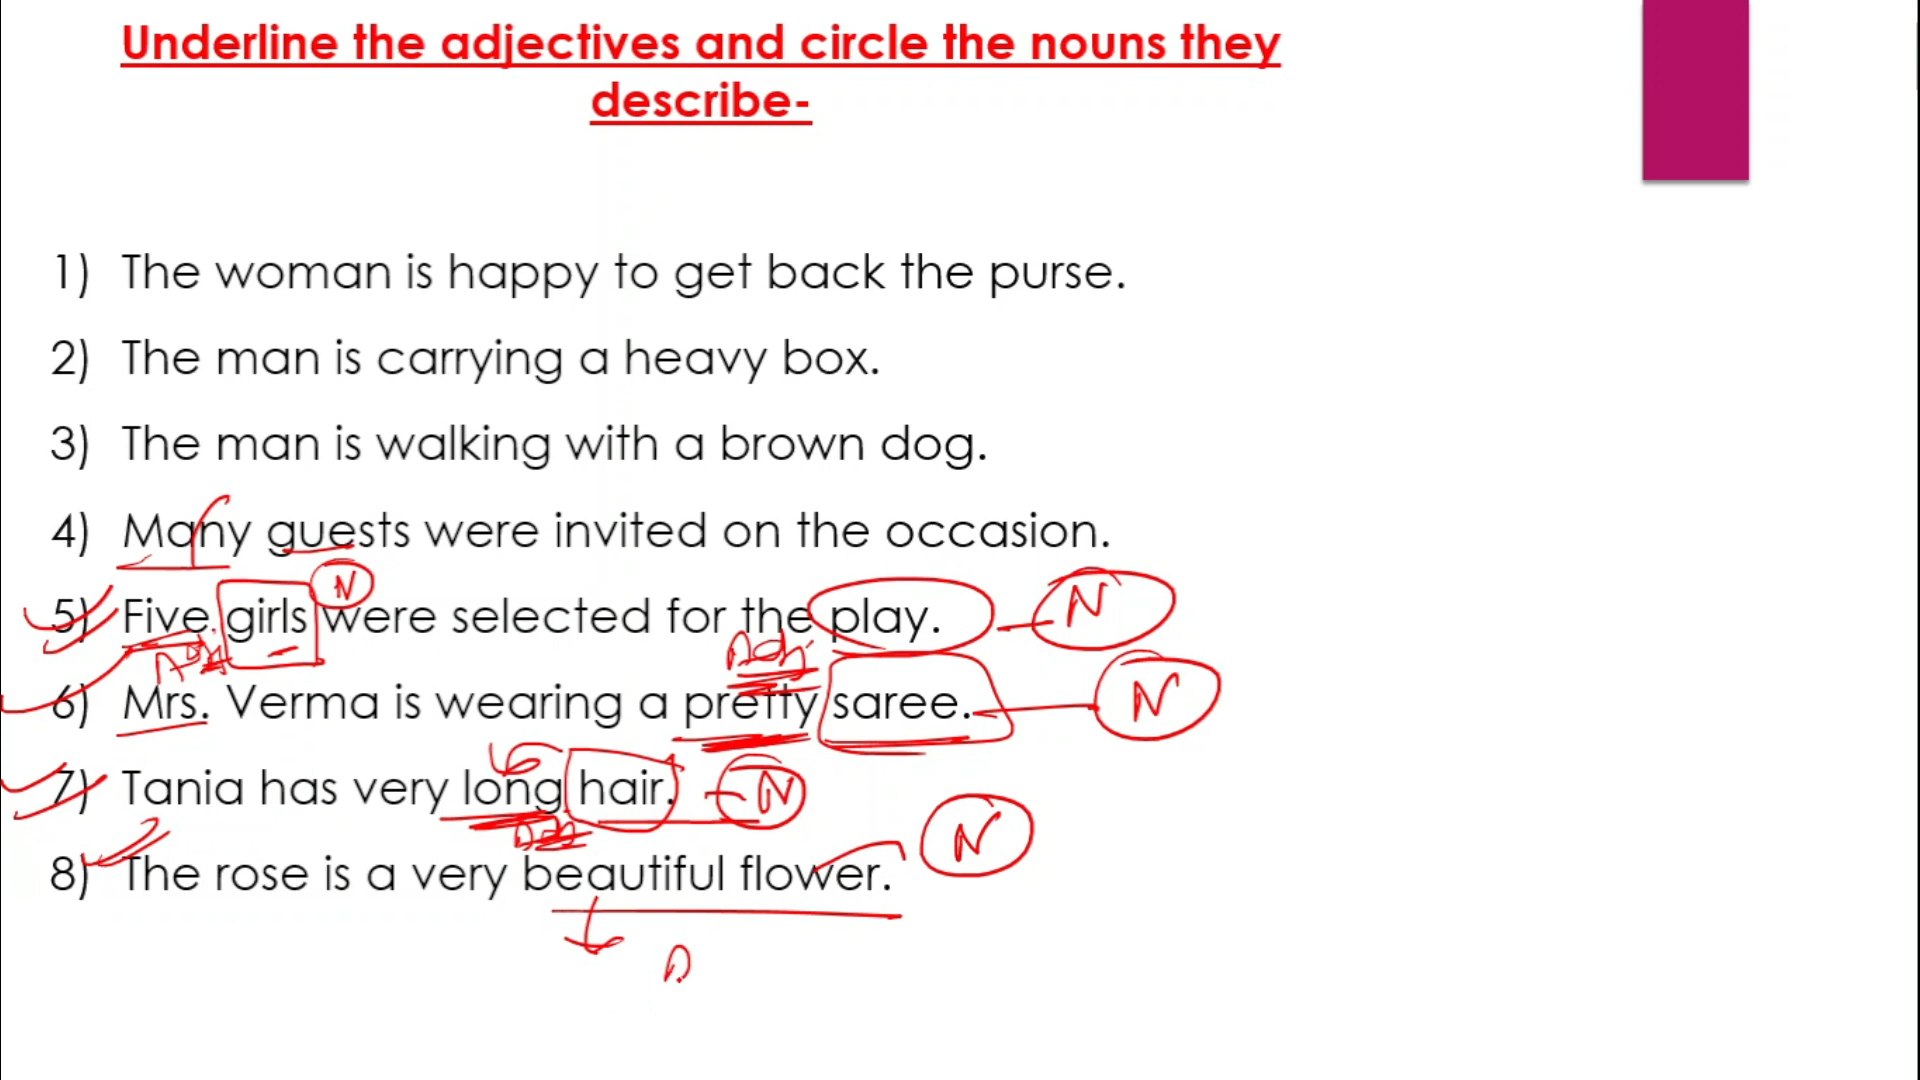 Underline the adjectives and circle the nouns they
describe-
1) The woman is happy to get back the purse.
2) The man is carrying a heavy box.
3) The man is walking with a brown dog.
4) Many guests were invited on the occasion.
N
5) Five girls were selected for the play. N
Adj Adj
6) Mrs. Verma is wearing a pretty saree. N
7) Tania has very long hair. N
Adj N
8) The rose is a very beautiful flower.
A